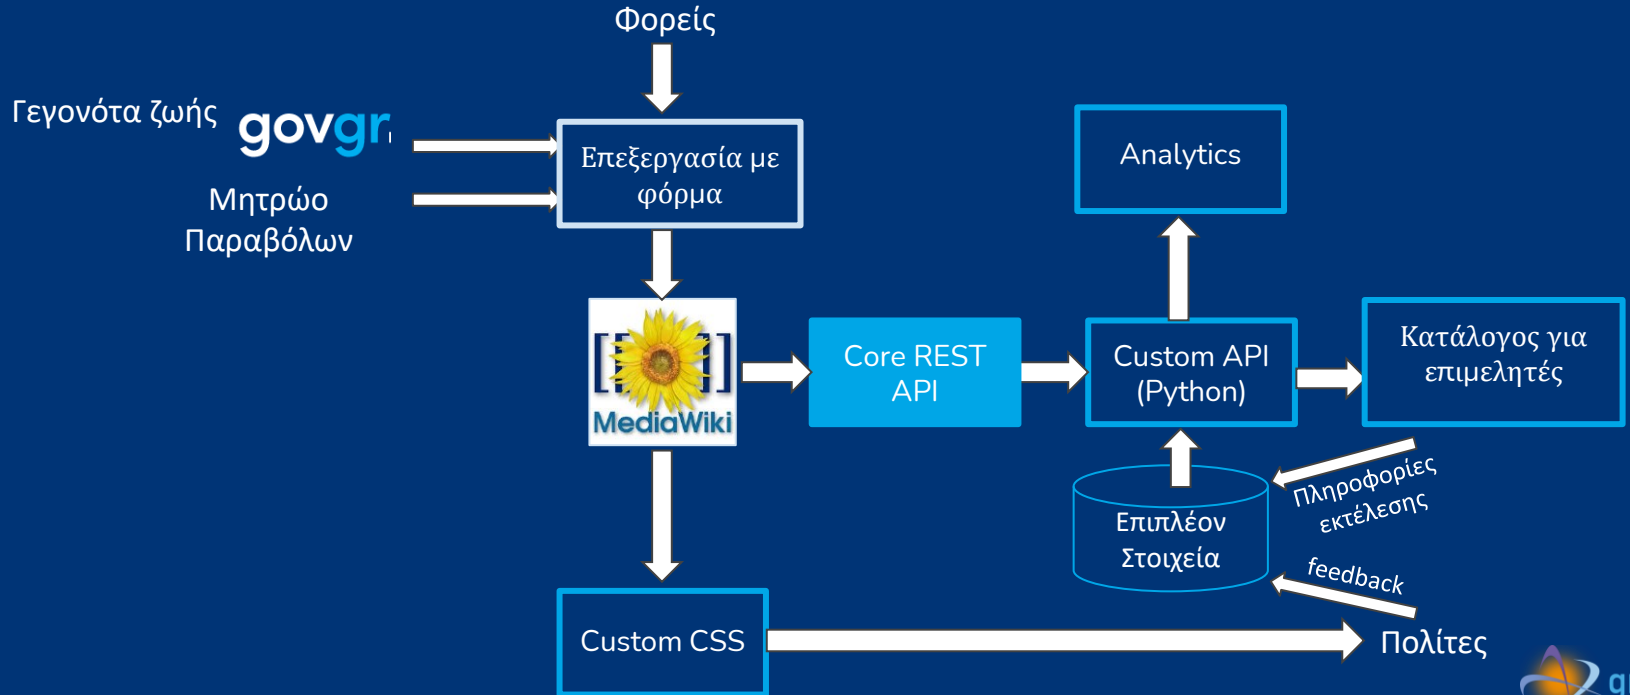 Φορείς
Γεγονότα ζωής
govgr
Μητρώο
Παραβόλων
Επεξεργασία με
φόρμα
Analytics
[[
]]
MediaWiki
Core REST
API
Custom API
(Python)
Κατάλογος για
επιμελητές
Επιπλέον
Στοιχεία
Πληροφορίες
εκτέλεσης
feedback
Custom CSS
Πολίτες